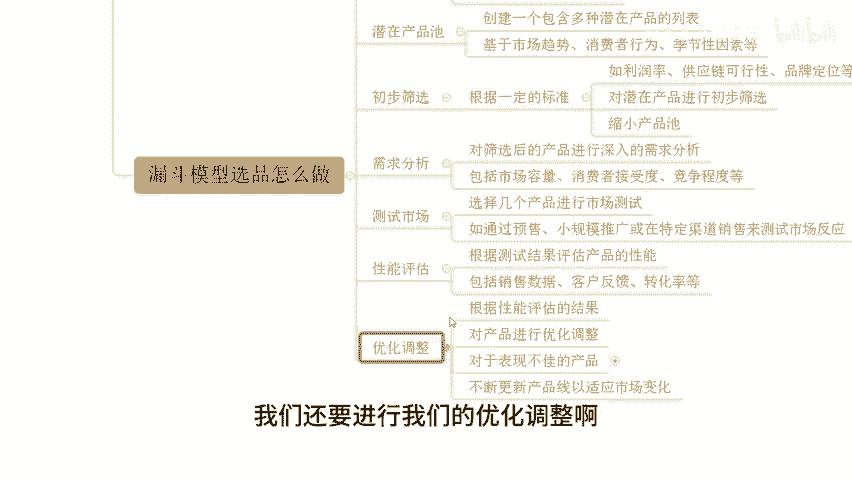 潜在产品池
创建一个包含多种潜在产品的列表
基于市场趋势、消费者行为、季节性因素等
初步筛选
根据一定的标准
如利润率、供应链可行性、品牌定位等
对潜在产品进行初步筛选
缩小产品池
漏斗模型选品怎么做
需求分析
对筛选后的产品进行深入的需求分析
包括市场容量、消费者接受度、竞争程度等
测试市场
选择几个产品进行市场测试
如通过预售、小规模推广或在特定渠道销售来测试市场反应
性能评估
根据测试结果评估产品的性能
包括销售数据、客户反馈、转化率等
优化调整
根据性能评估的结果
对产品进行优化调整
对于表现不佳的产品
不断更新产品线以适应市场变化
我们还要进行我们的优化调整啊